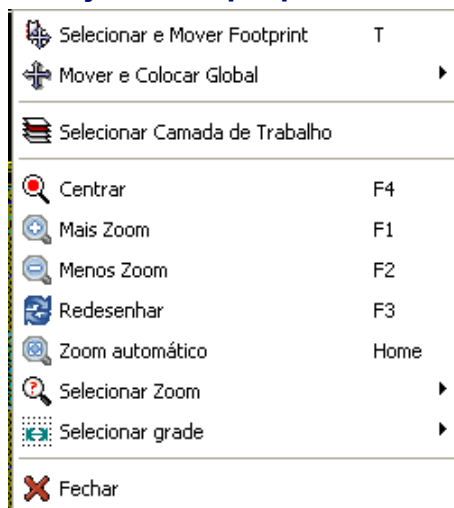 Selecionar e Mover Footprint T
Mover e Colocar Global
Selecionar Camada de Trabalho
Centrar F4
Mais Zoom F1
Menos Zoom F2
Redesenhar F3
Zoom automático Home
Selecionar Zoom
Selecionar grade
Fechar